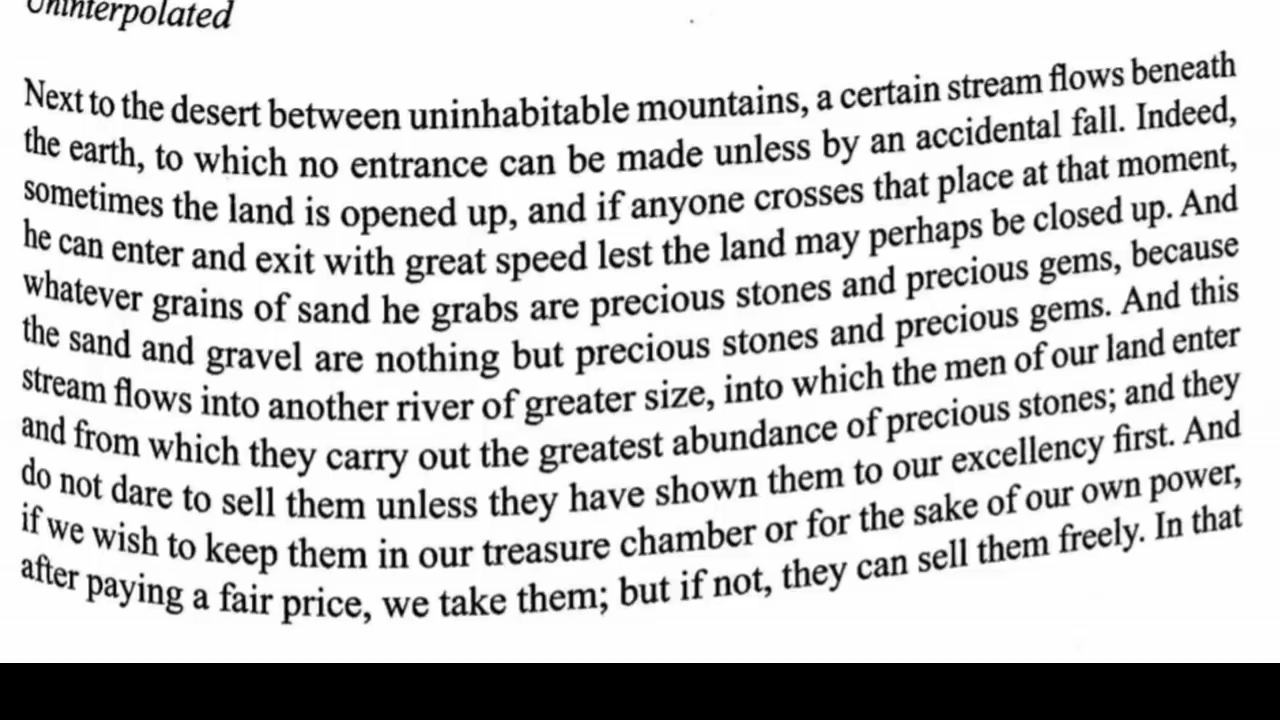 Uninterpolated
Next to the desert between uninhabitable mountains, a certain stream flows beneath
the earth, to which no entrance can be made unless by an accidental fall. Indeed,
sometimes the land is opened up, and if anyone crosses that place at that moment,
he can enter and exit with great speed lest the land may perhaps be closed up. And
whatever grains of sand he grabs are precious stones and precious gems, because
the sand and gravel are nothing but precious stones and precious gems. And this
stream flows into another river of greater size, into which the men of our land enter
and from which they carry out the greatest abundance of precious stones; and they
do not dare to sell them unless they have shown them to our excellency first. And
if we wish to keep them in our treasure chamber or for the sake of our own power,
after paying a fair price, we take them; but if not, they can sell them freely. In that